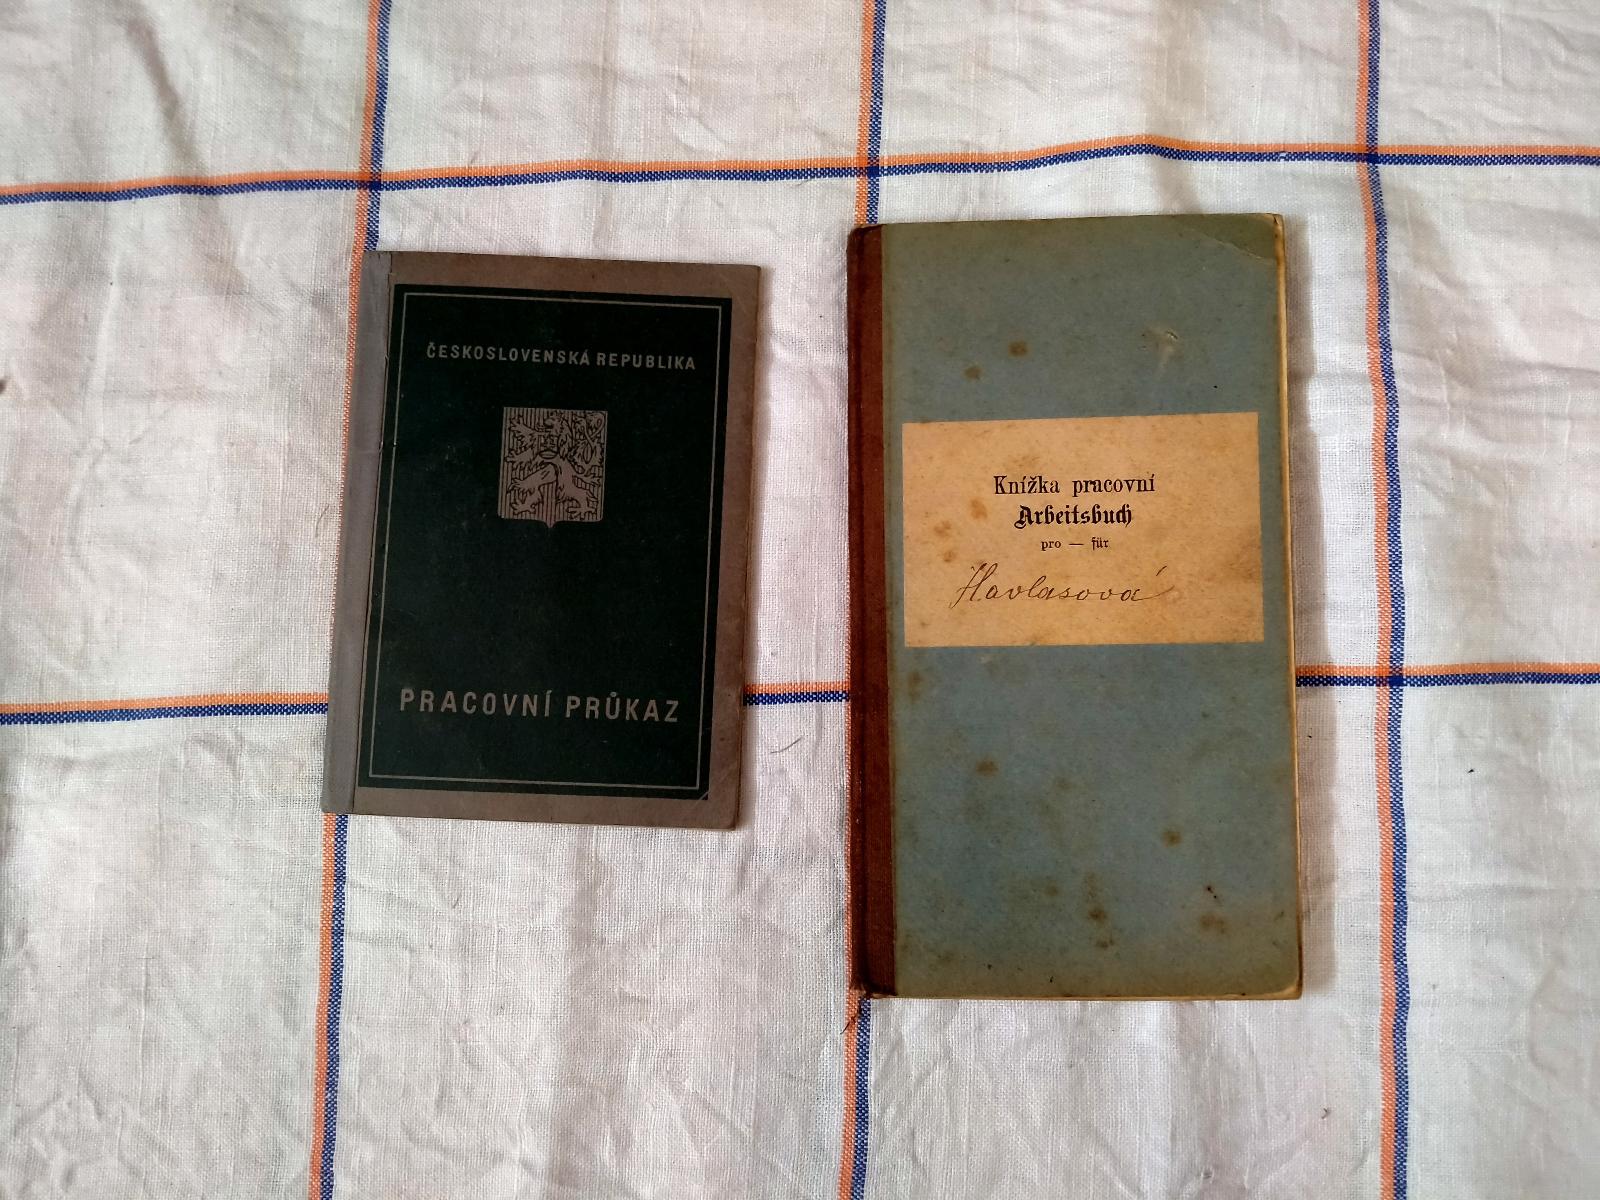 ČESKOSLOVENSKÁ REPUBLIKA
PRACOVNÍ PRŮKAZ
Knížka pracovní
Arbeitsbuch
pro — für
Havlasová